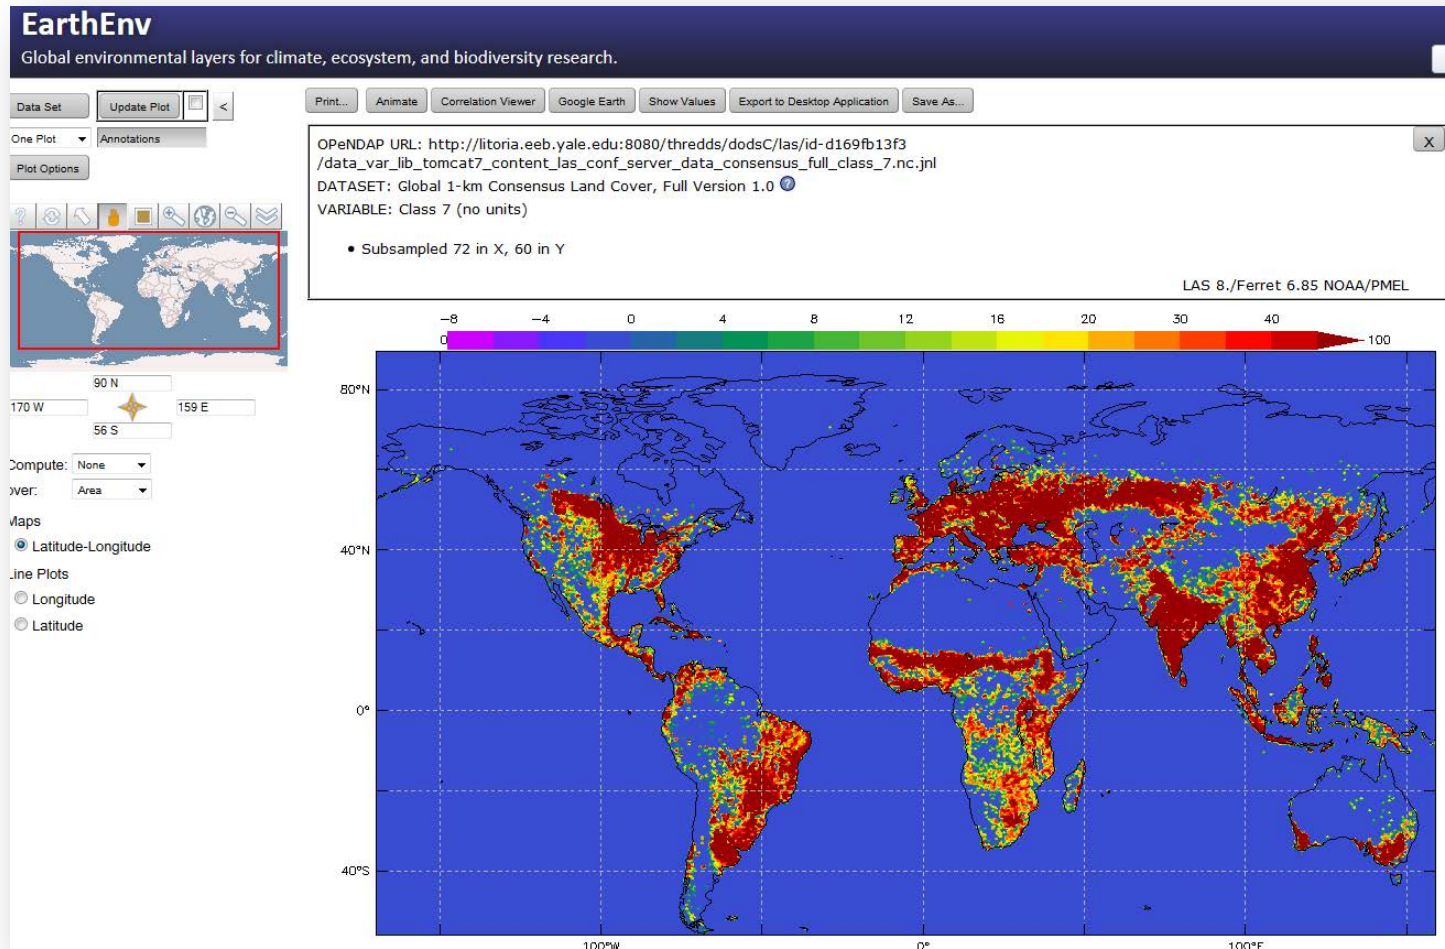 EarthEnv
Global environmental layers for climate, ecosystem, and biodiversity research.
Data Set
Update Plot
<
Print...
Animate
Correlation Viewer
Google Earth
Show Values
Export to Desktop Application
Save As...
One Plot
Annotations
Plot Options
OPeNDAP URL: http://litoria.eeb.yale.edu:8080/thredds/dodsC/las/id-d169fb13f3
/data_var_lib_tomcat7_content_las_conf_server_data_consensus_full_class_7.nc.jnl
X
DATASET: Global 1-km Consensus Land Cover, Full Version 1.0 ?
VARIABLE: Class 7 (no units)
• Subsampled 72 in X, 60 in Y
LAS 8./Ferret 6.85 NOAA/PMEL
90 N
170 W
159 E
56 S
Compute: None
over: Area
Maps
Latitude-Longitude
Line Plots
Longitude
Latitude
−8 −4 0 4 8 12 16 20 30 40
0 100
80°N
40°N
0°
40°S
100°W 0° 100°E